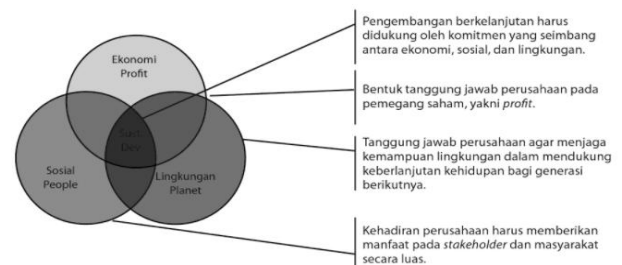 Ekonomi
Profit
Sust.
Dev
Sosial
People
Lingkungan
Planet
Pengembangan berkelanjutan harus
didukung oleh komitmen yang seimbang
antara ekonomi, sosial, dan lingkungan.
Bentuk tanggung jawab perusahaan pada
pemegang saham, yakni profit.
Tanggung jawab perusahaan agar menjaga
kemampuan lingkungan dalam mendukung
keberlanjutan kehidupan bagi generasi
berikutnya.
Kehadiran perusahaan harus memberikan
manfaat pada stakeholder dan masyarakat
secara luas.